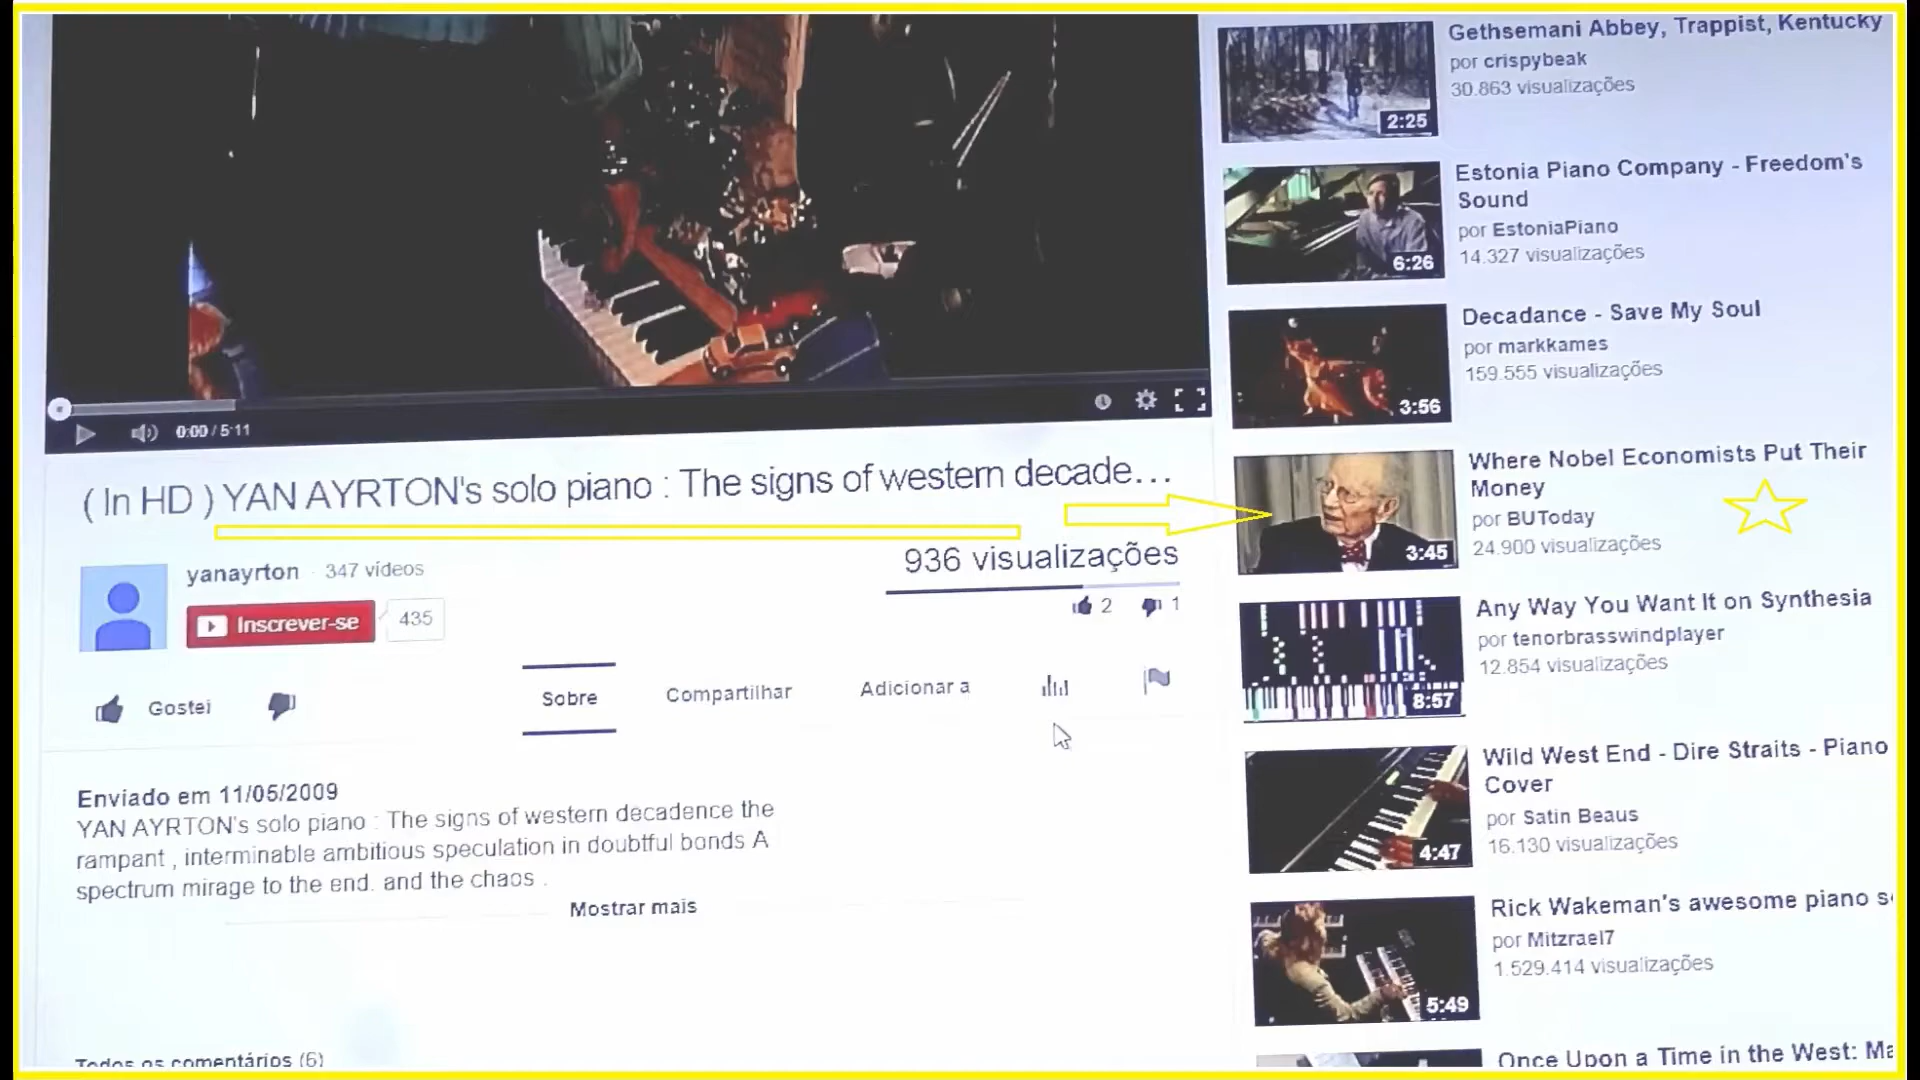 0:00 / 5:11
( In HD ) YAN AYRTON's solo piano : The signs of western decade...
yanayrton · 347 vídeos
Inscrever-se
435
936 visualizações
2
1
Gostei
Sobre
Compartilhar
Adicionar a
Enviado em 11/05/2009
YAN AYRTON's solo piano : The signs of western decadence the
rampant , interminable ambitious speculation in doubtful bonds A
spectrum mirage to the end. and the chaos .
Mostrar mais
Todos os comentários (6)
Gethsemani Abbey, Trappist, Kentucky
por crispybeak
30.863 visualizações
2:25
Estonia Piano Company - Freedom's
Sound
por EstoniaPiano
14.327 visualizações
6:26
Decadance - Save My Soul
por markkames
159.555 visualizações
3:56
Where Nobel Economists Put Their
Money
por BUToday
24.900 visualizações
3:45
Any Way You Want It on Synthesia
por tenorbrasswindplayer
12.854 visualizações
8:57
Wild West End - Dire Straits - Piano
Cover
por Satin Beaus
16.130 visualizações
4:47
Rick Wakeman's awesome piano
por Mitzrael7
1.529.414 visualizações
5:49
Once Upon a Time in the West: